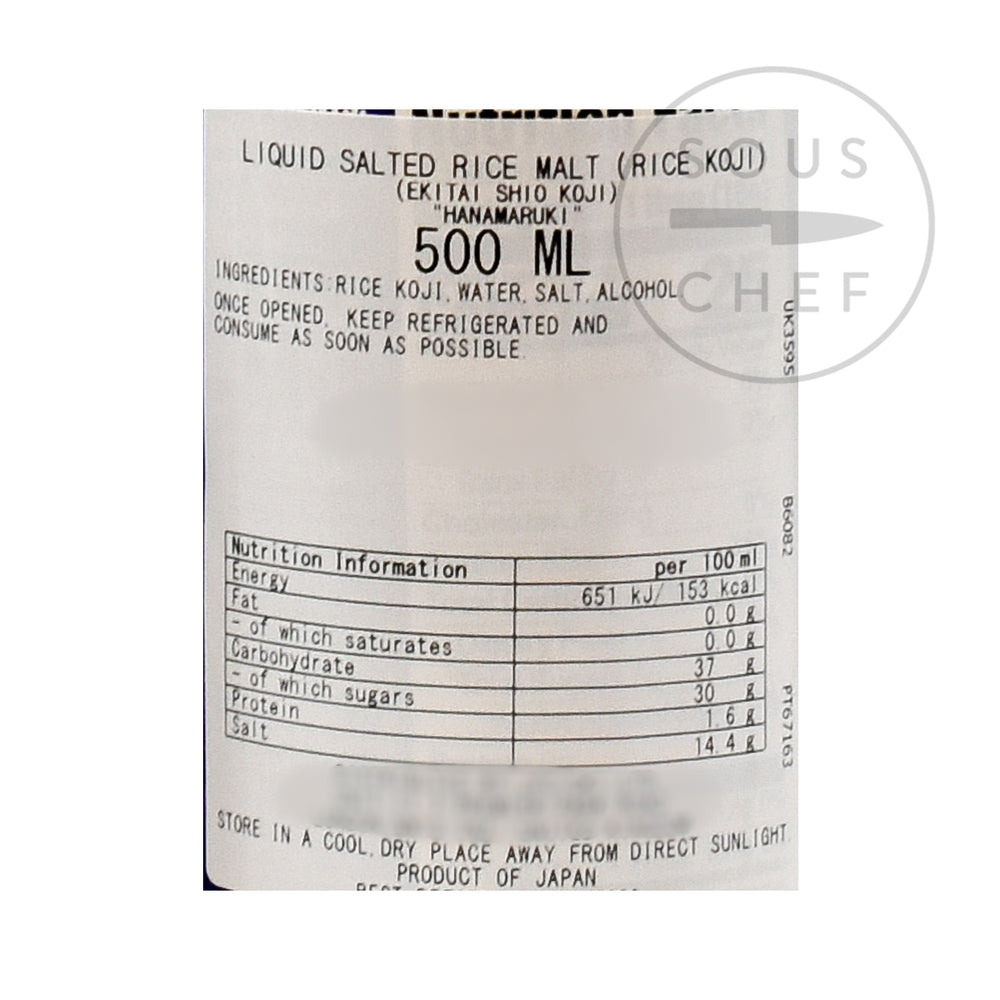 LIQUID SALTED RICE MALT (RICE KOJI)
(EKITAI SHIO KOJI)
"HANAMARUKI"
500 ML
INGREDIENTS:RICE KOJI, WATER, SALT, ALCOHOL
ONCE OPENED, KEEP REFRIGERATED AND
CONSUME AS SOON AS POSSIBLE.
Nutrition Information per 100ml
Energy 651 kJ/ 153 kcal
Fat 0.0 g
- of which saturates 0.0 g
Carbohydrate 37 g
- of which sugars 30 g
Protein 1.6 g
Salt 14.4 g
STORE IN A COOL, DRY PLACE AWAY FROM DIRECT SUNLIGHT.
PRODUCT OF JAPAN
UK3595
B6082
PT67163
SOUS
CHEF